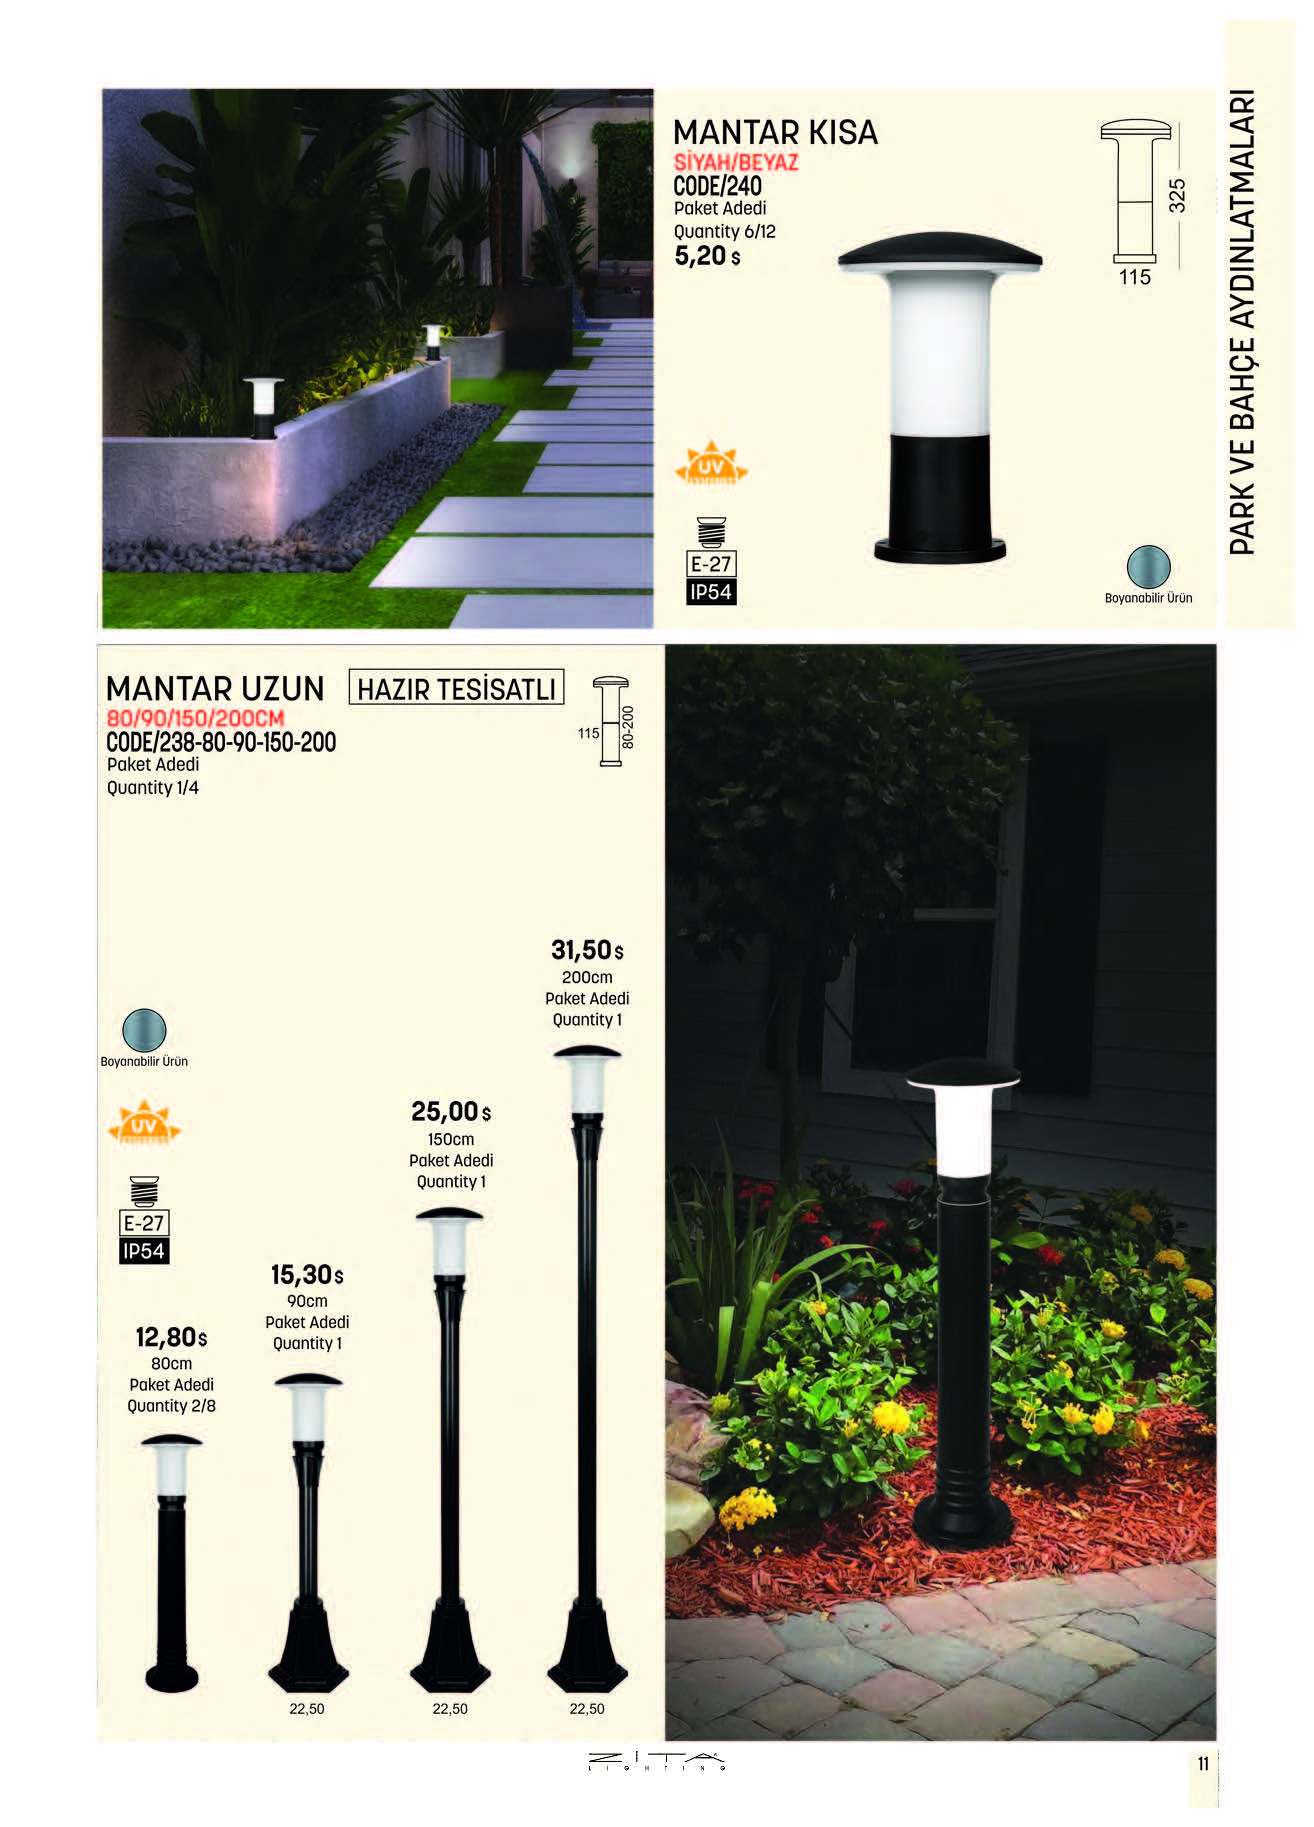 MANTAR KISA
SİYAH/BEYAZ
CODE/240
Paket Adedi
Quantity 6/12
5,20 $
325
115
UV
E-27
IP54
Boyanabilir Ürün
PARK VE BAHÇE AYDINLATMALARI
MANTAR UZUN
HAZIR TESİSATLI
80/90/150/200CM
CODE/238-80-90-150-200
Paket Adedi
Quantity 1/4
115
80-200
31,50 $
200cm
Paket Adedi
Quantity 1
Boyanabilir Ürün
UV
25,00 $
150cm
Paket Adedi
Quantity 1
E-27
IP54
15,30 $
90cm
Paket Adedi
Quantity 1
12,80 $
80cm
Paket Adedi
Quantity 2/8
22,50
22,50
22,50
ZITA
LIGHTING
11